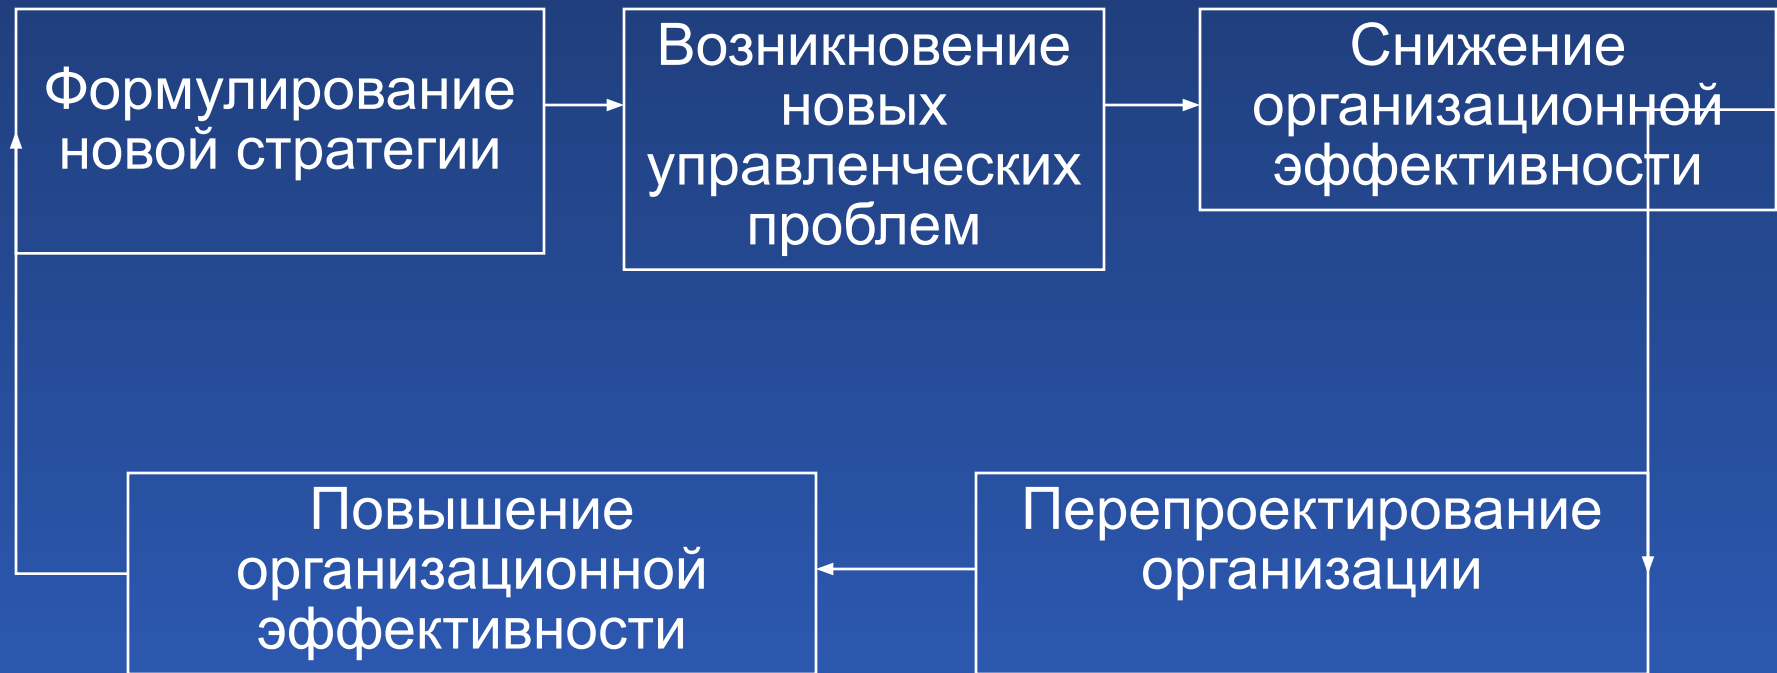 Формулирование
новой стратегии
Возникновение
новых
управленческих
проблем
Снижение
организационной
эффективности
Повышение
организационной
эффективности
Перепроектирование
организации